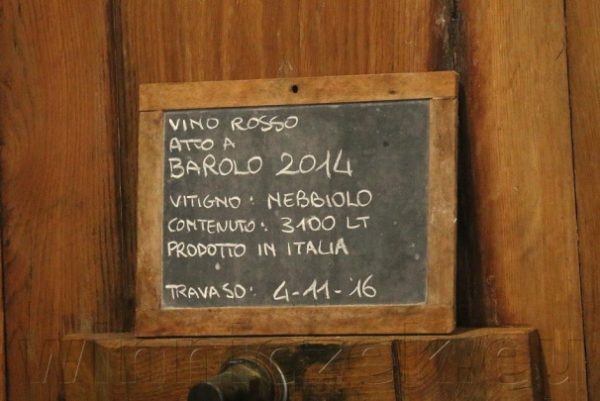 VINO ROSSO
ATTO A
BAROLO 2014
VITIGNO: NEBBIOLO
CONTENUTO: 3100 LT
PRODOTTO IN ITALIA
TRAVASO: 4-11-16